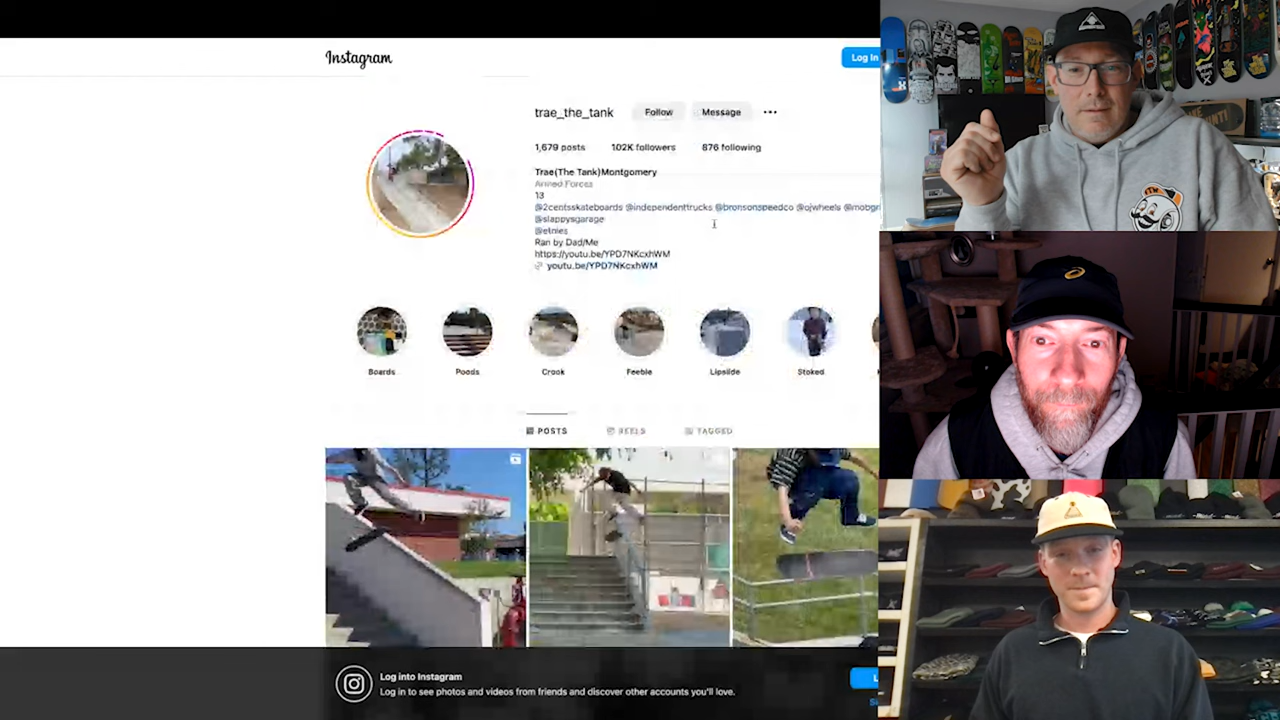 Instagram
Log In
trae_the_tank Follow Message
1,679 posts 102K followers 876 following
Trae(The Tank)Montgomery
Armed Forces
13
@2centsskateboards @independenttrucks @bronsonspeedco @ojwheels @mobgri
@slappysgarage
@etnies
Ran by Dad/Me
https://youtu.be/YPD7NKcxhWM
youtu.be/YPD7NKcxhWM
Boards Poods Crook Feeble Lipslide Stoked
POSTS REELS TAGGED
Log into Instagram
Log in to see photos and videos from friends and discover other accounts you'll love.